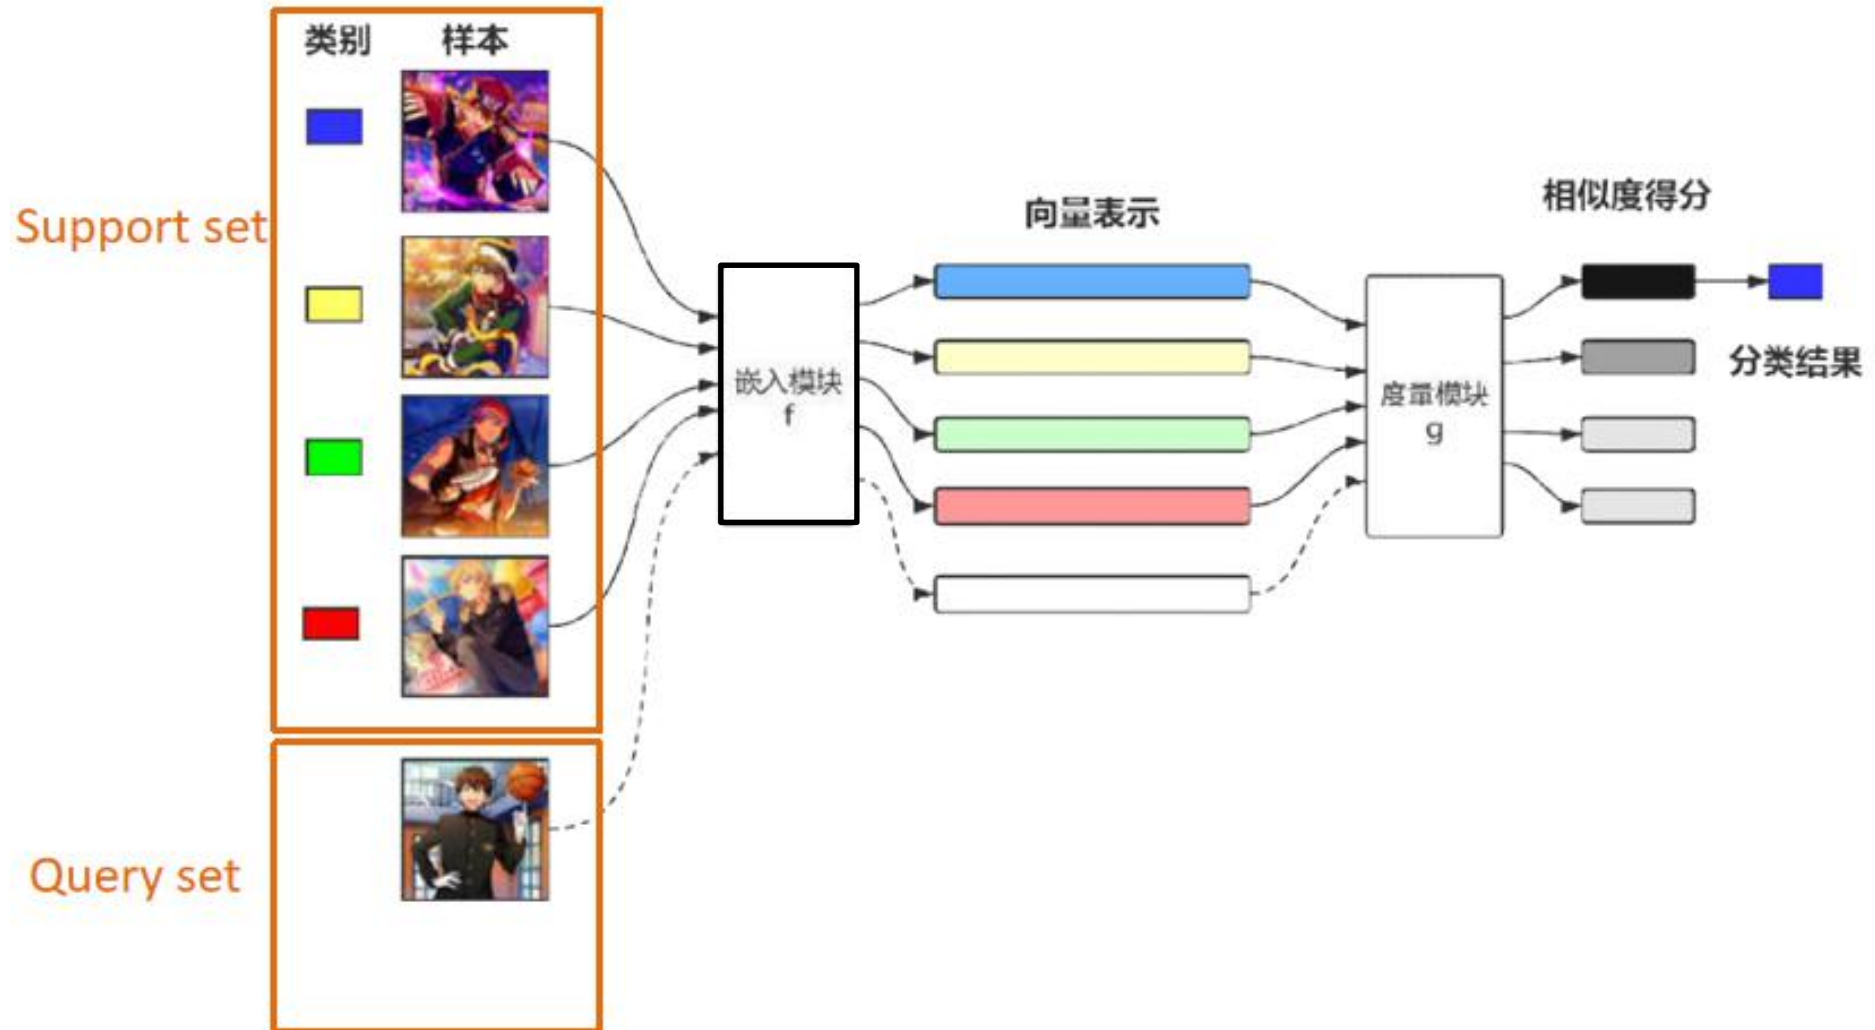 类别 样本
Support set
向量表示
相似度得分
嵌入模块
f
度量模块
g
分类结果
Query set